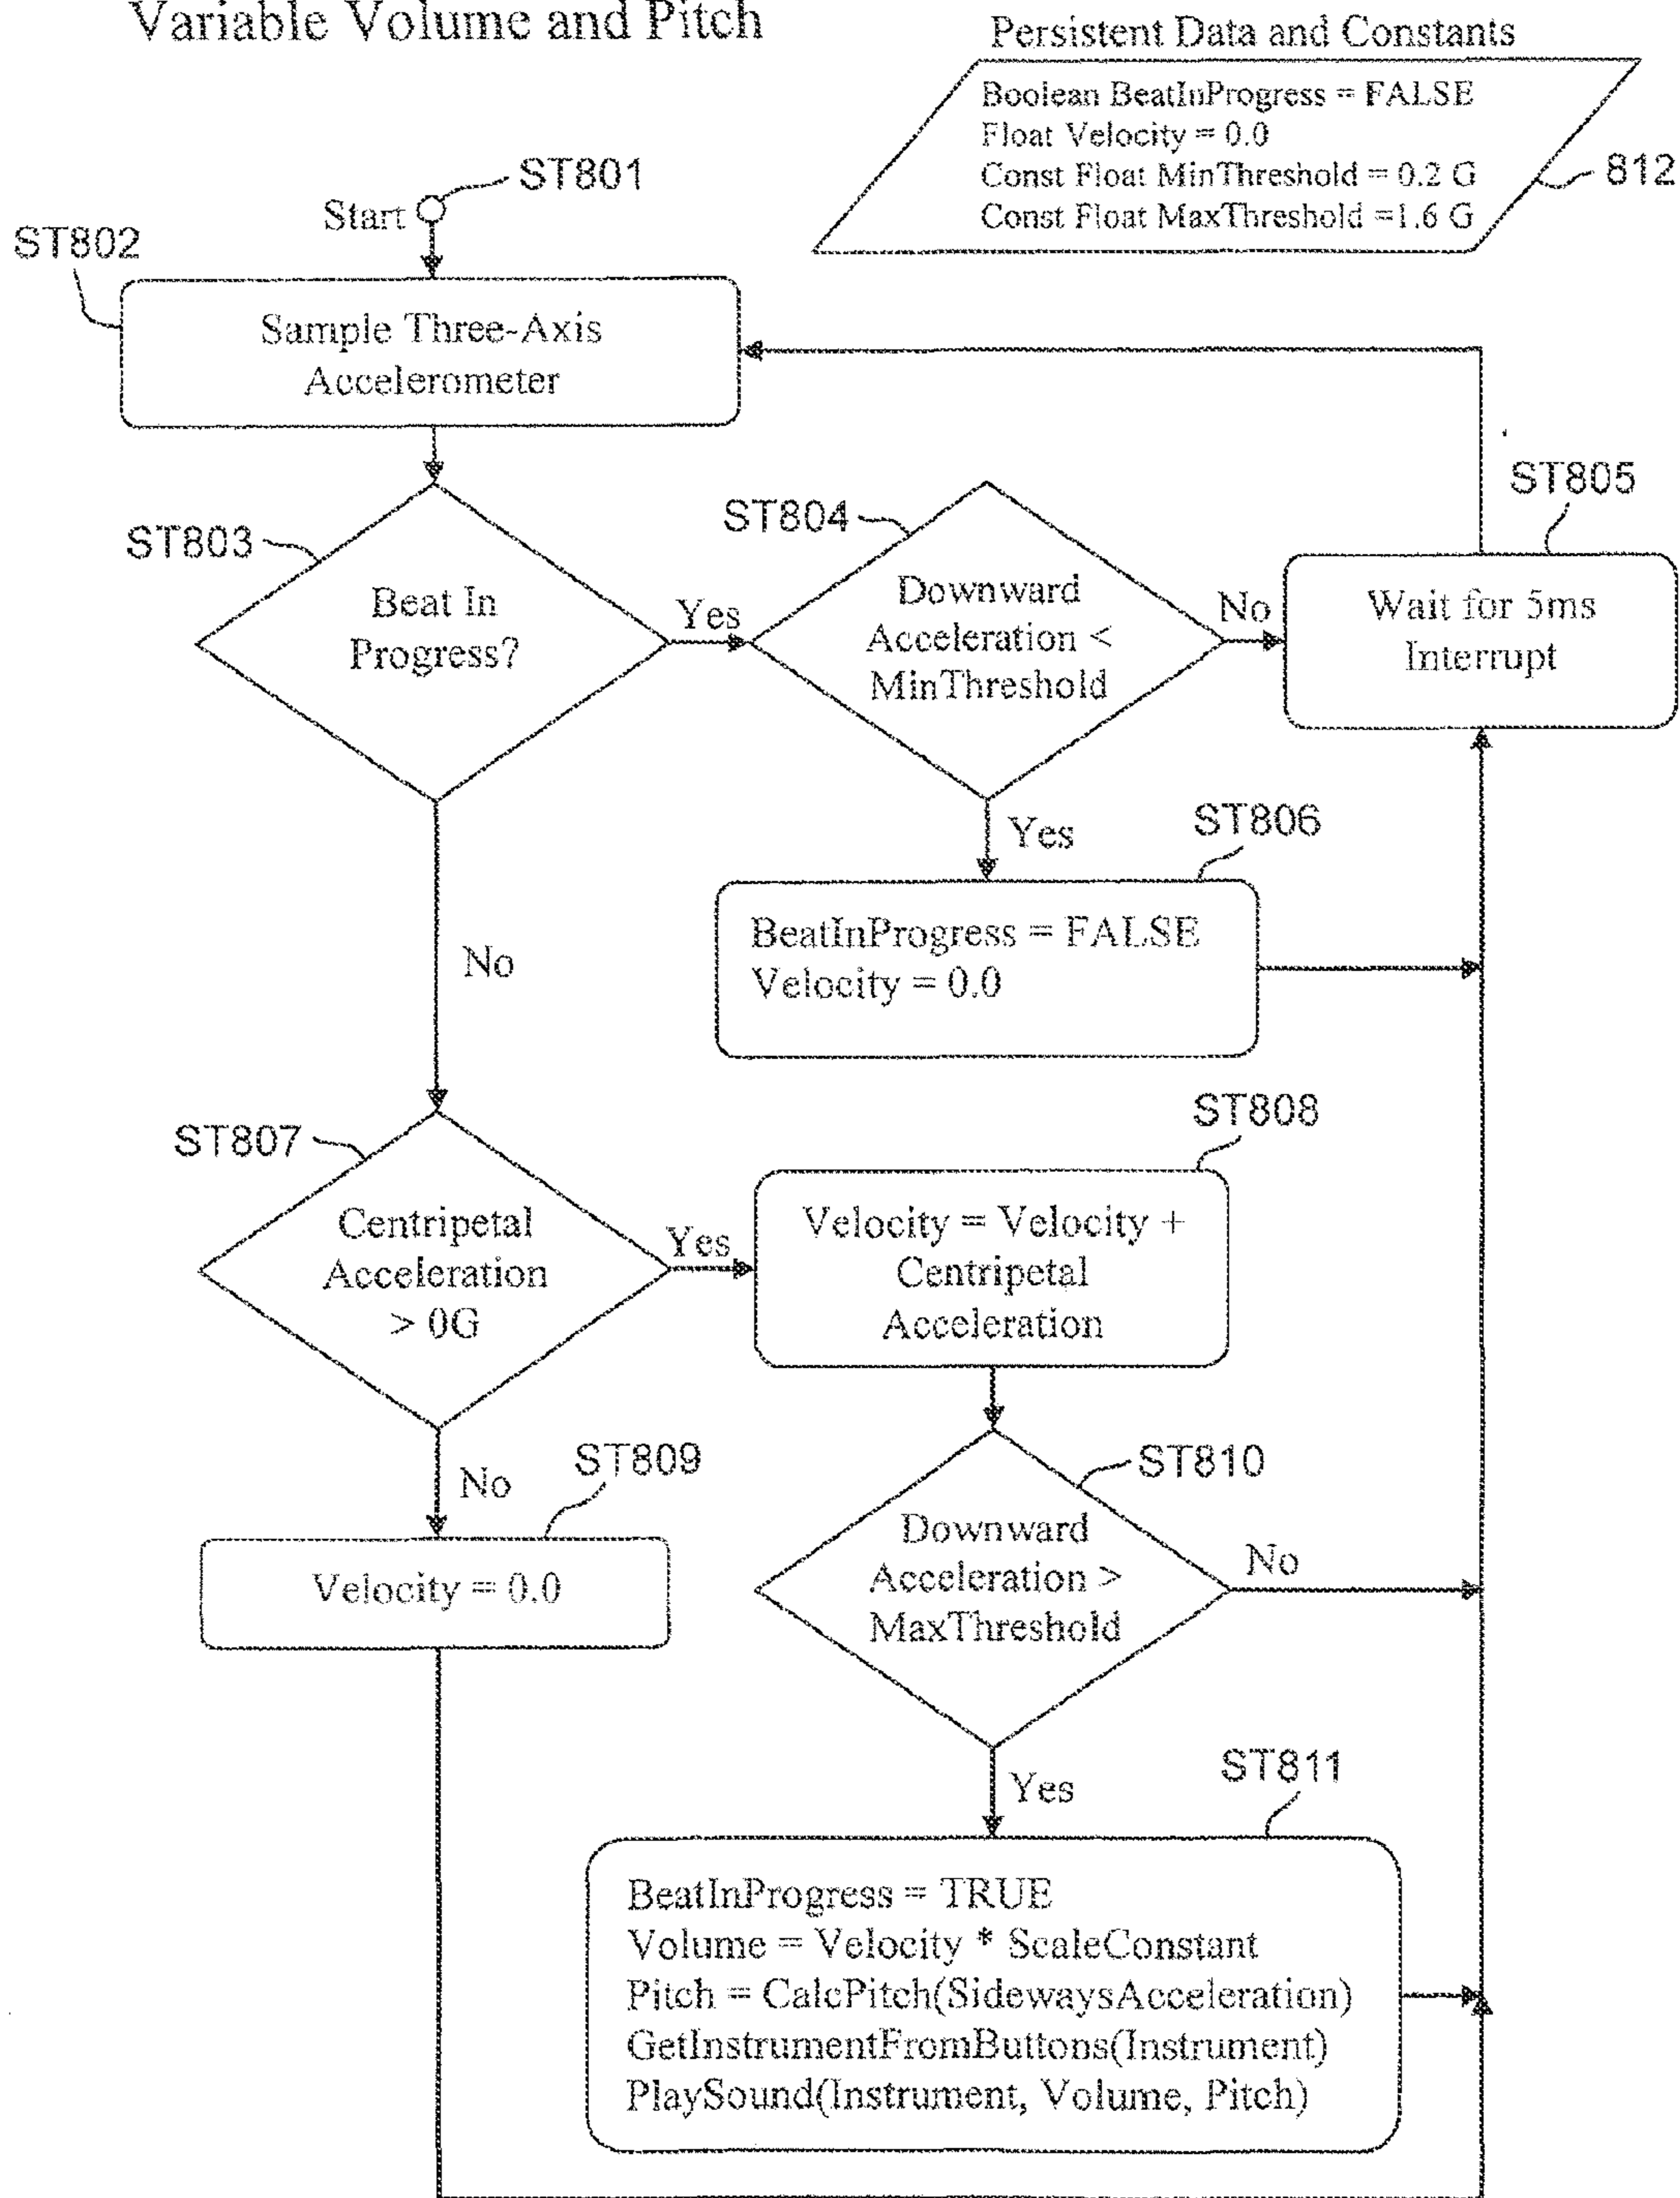 Variable Volume and Pitch
Persistent Data and Constants
Boolean BeatInProgress = FALSE
Float Velocity = 0.0
Const Float MinThreshold = 0.2 G
Const Float MaxThreshold =1.6 G
812
ST801
Start
ST802
Sample Three-Axis
Accelerometer
ST803
Beat In
Progress?
Yes
No
ST804
Downward
Acceleration <
MinThreshold
No
Yes
ST805
Wait for 5ms
Interrupt
ST806
BeatInProgress = FALSE
Velocity = 0.0
ST807
Centripetal
Acceleration
> 0G
Yes
No
ST808
Velocity = Velocity +
Centripetal
Acceleration
ST809
Velocity = 0.0
ST810
Downward
Acceleration >
MaxThreshold
No
Yes
ST811
BeatInProgress = TRUE
Volume = Velocity * ScaleConstant
Pitch = CalcPitch(SidewaysAcceleration)
GetInstrumentFromButtons(Instrument)
PlaySound(Instrument, Volume, Pitch)